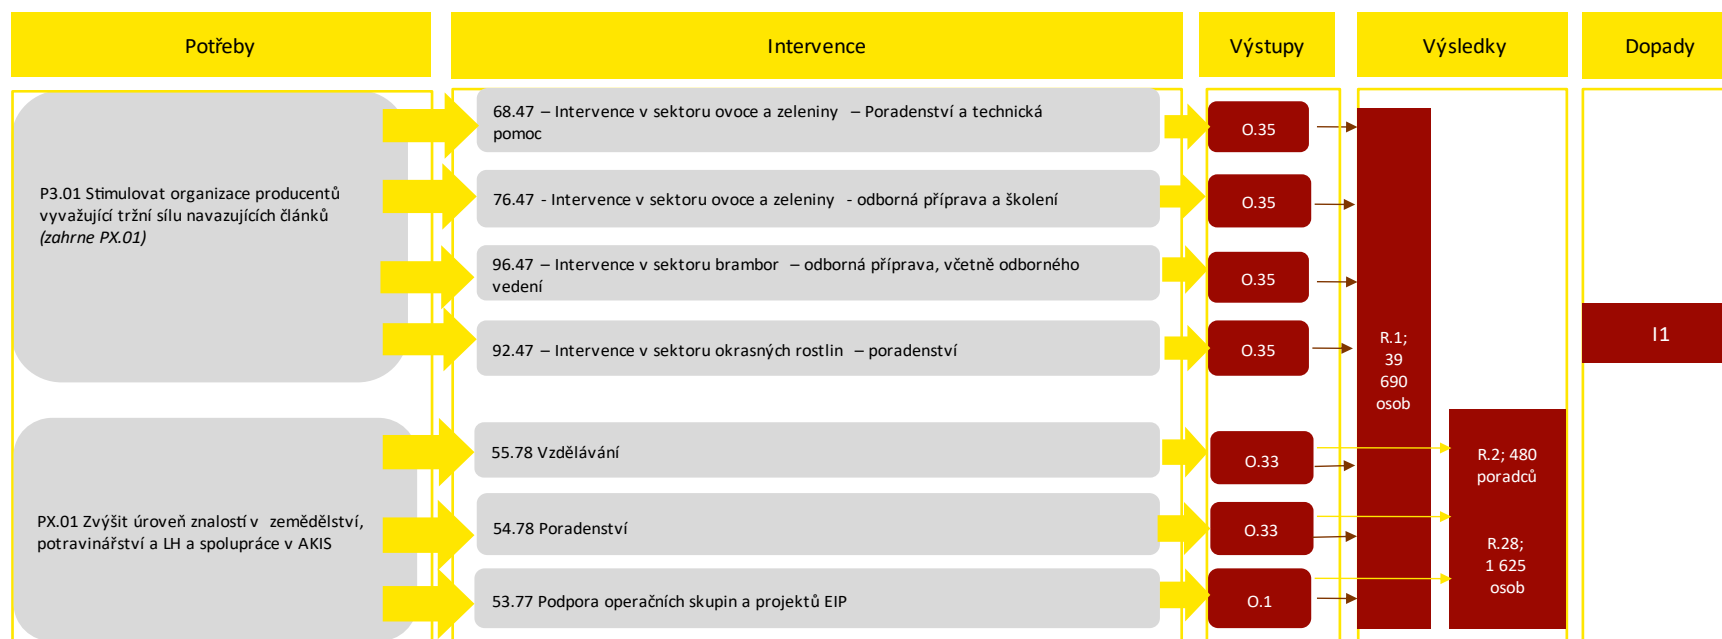 Potřeby
Intervence
Výstupy
Výsledky
Dopady
P3.01 Stimulovat organizace producentů
vyvažující tržní sílu navazujících článků
(zahrne PX.01)
68.47 – Intervence v sektoru ovoce a zeleniny – Poradenství a technická
pomoc
O.35
76.47 - Intervence v sektoru ovoce a zeleniny - odborná příprava a školení
O.35
96.47 – Intervence v sektoru brambor – odborná příprava, včetně odborného
vedení
O.35
92.47 – Intervence v sektoru okrasných rostlin – poradenství
O.35
R.1;
39
690
osob
I1
PX.01 Zvýšit úroveň znalostí v zemědělství,
potravinářství a LH a spolupráce v AKIS
55.78 Vzdělávání
O.33
54.78 Poradenství
O.33
53.77 Podpora operačních skupin a projektů EIP
O.1
R.2; 480
poradců
R.28;
1 625
osob